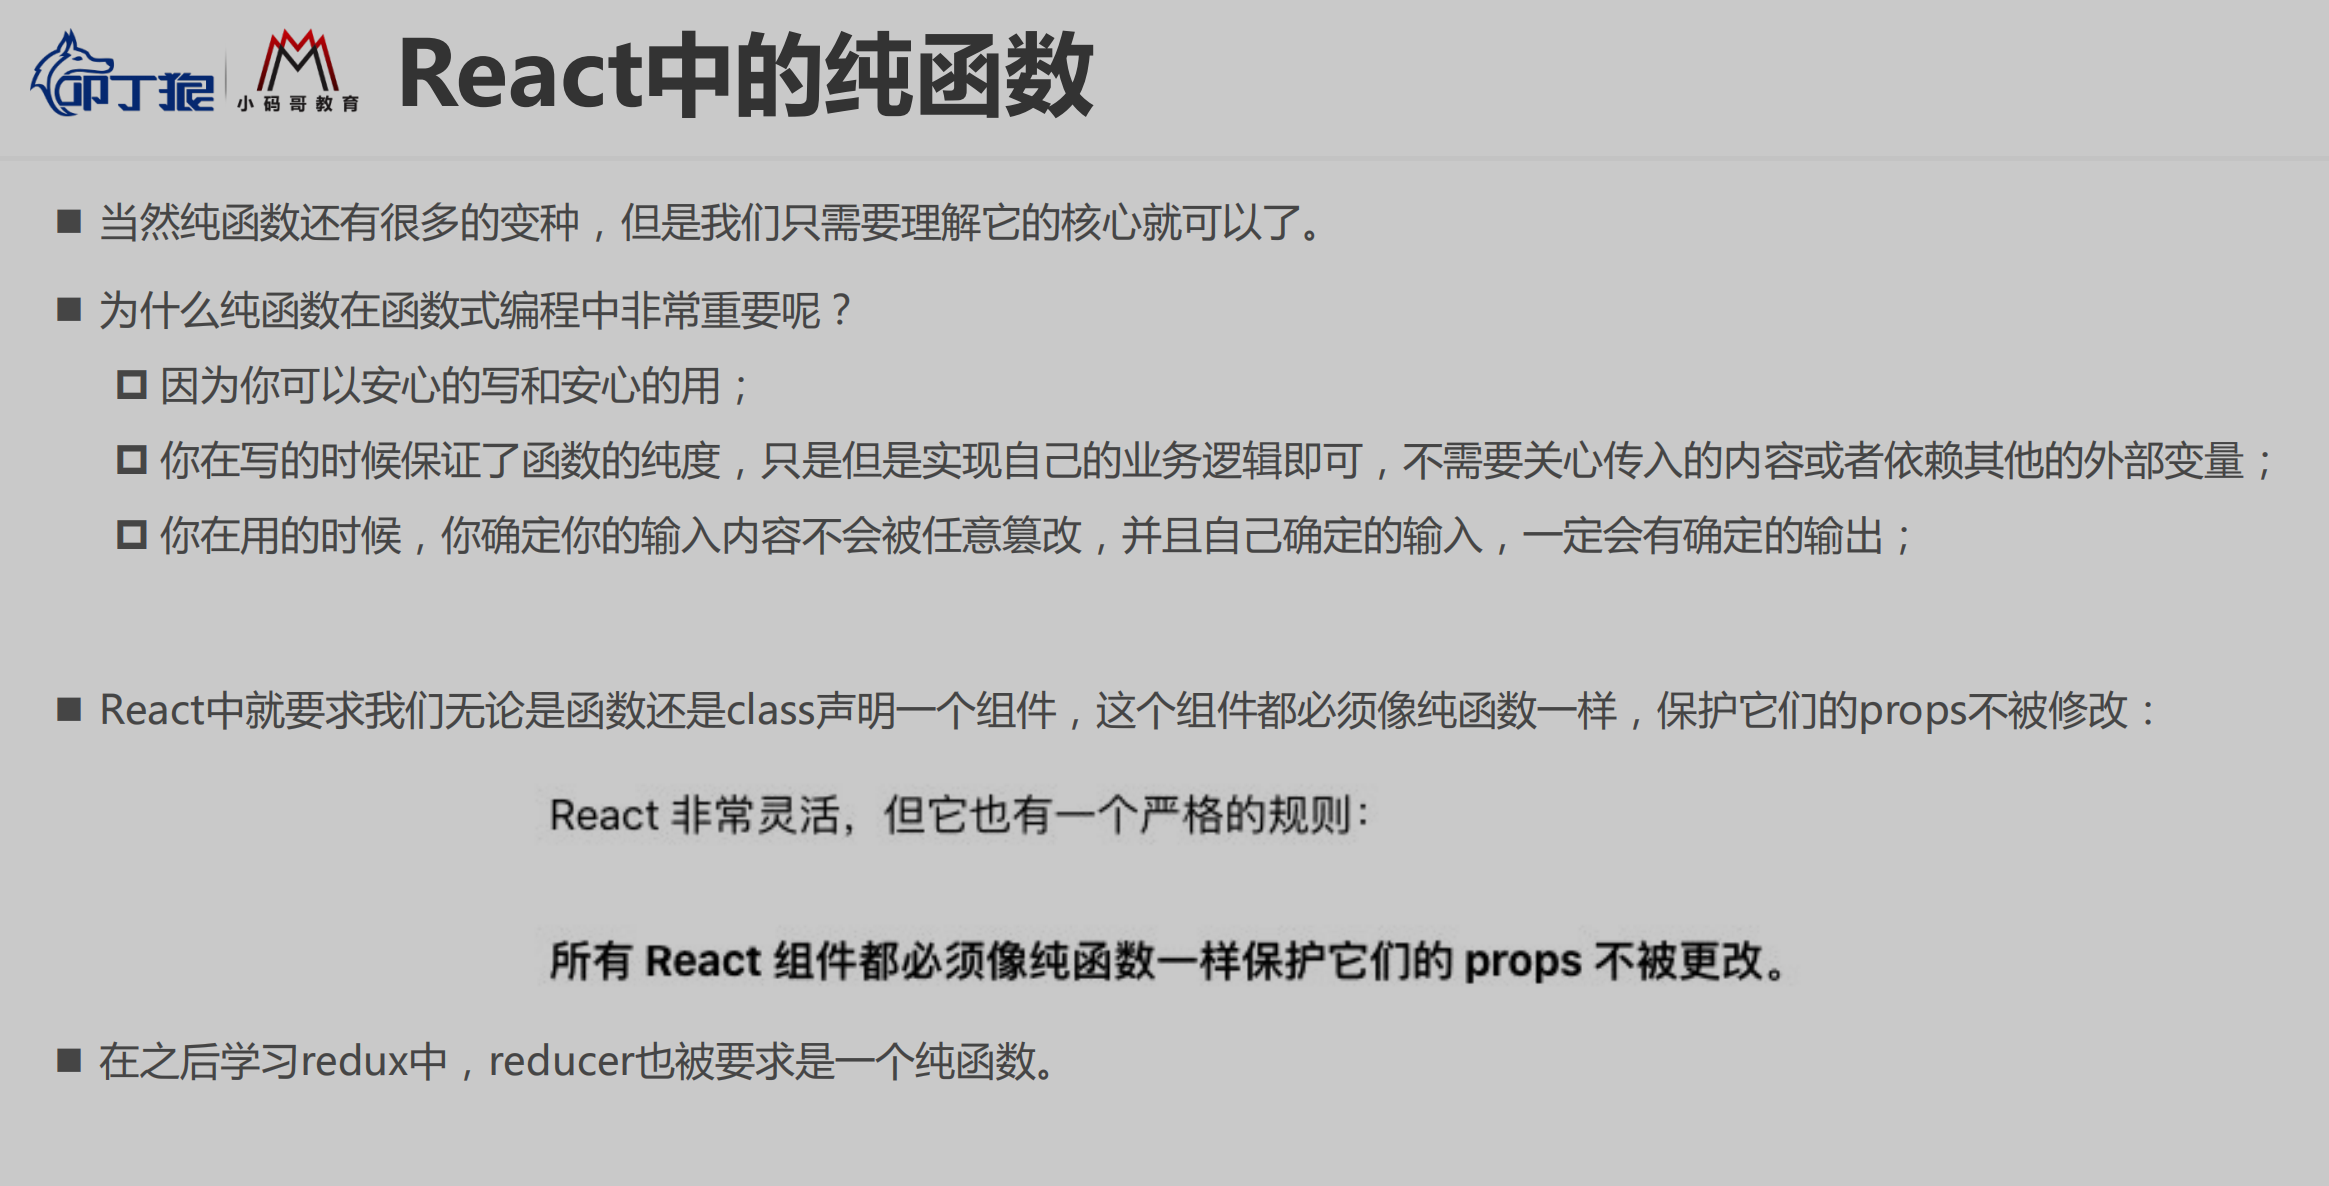 叩丁狼
小码哥教育
React中的纯函数
当然纯函数还有很多的变种，但是我们只需要理解它的核心就可以了。
为什么纯函数在函数式编程中非常重要呢？
因为你可以安心的写和安心的用；
你在写的时候保证了函数的纯度，只是但是实现自己的业务逻辑即可，不需要关心传入的内容或者依赖其他的外部变量；
你在用的时候，你确定你的输入内容不会被任意篡改，并且自己确定的输入，一定会有确定的输出；
React中就要求我们无论是函数还是class声明一个组件，这个组件都必须像纯函数一样，保护它们的props不被修改：
React 非常灵活，但它也有一个严格的规则：
所有 React 组件都必须像纯函数一样保护它们的 props 不被更改。
在之后学习redux中，reducer也被要求是一个纯函数。